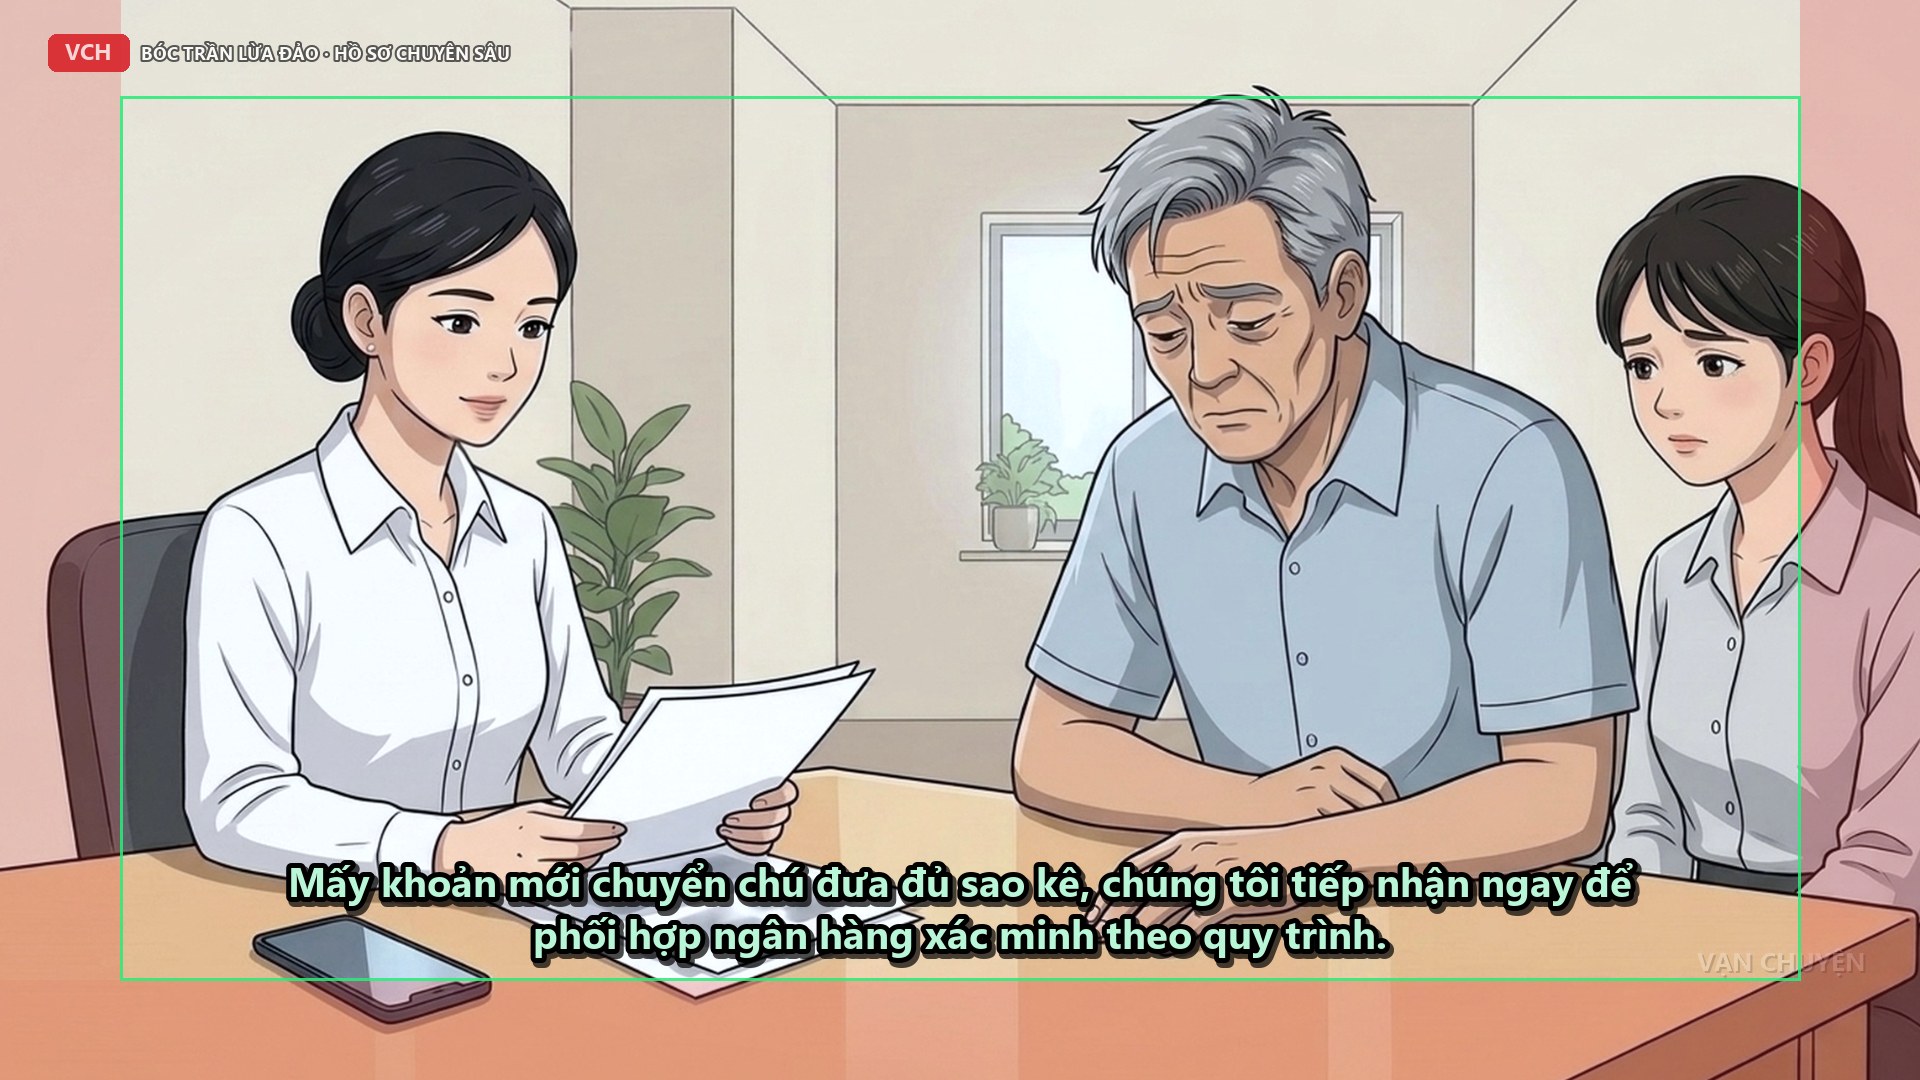 VCH
BÓC TRẦN LỪA ĐẢO · HỒ SƠ CHUYÊN SÂU
Mấy khoản mới chuyển chú đưa đủ sao kê, chúng tôi tiếp nhận ngay để
phối hợp ngân hàng xác minh theo quy trình.
VẠN CHUYỆN